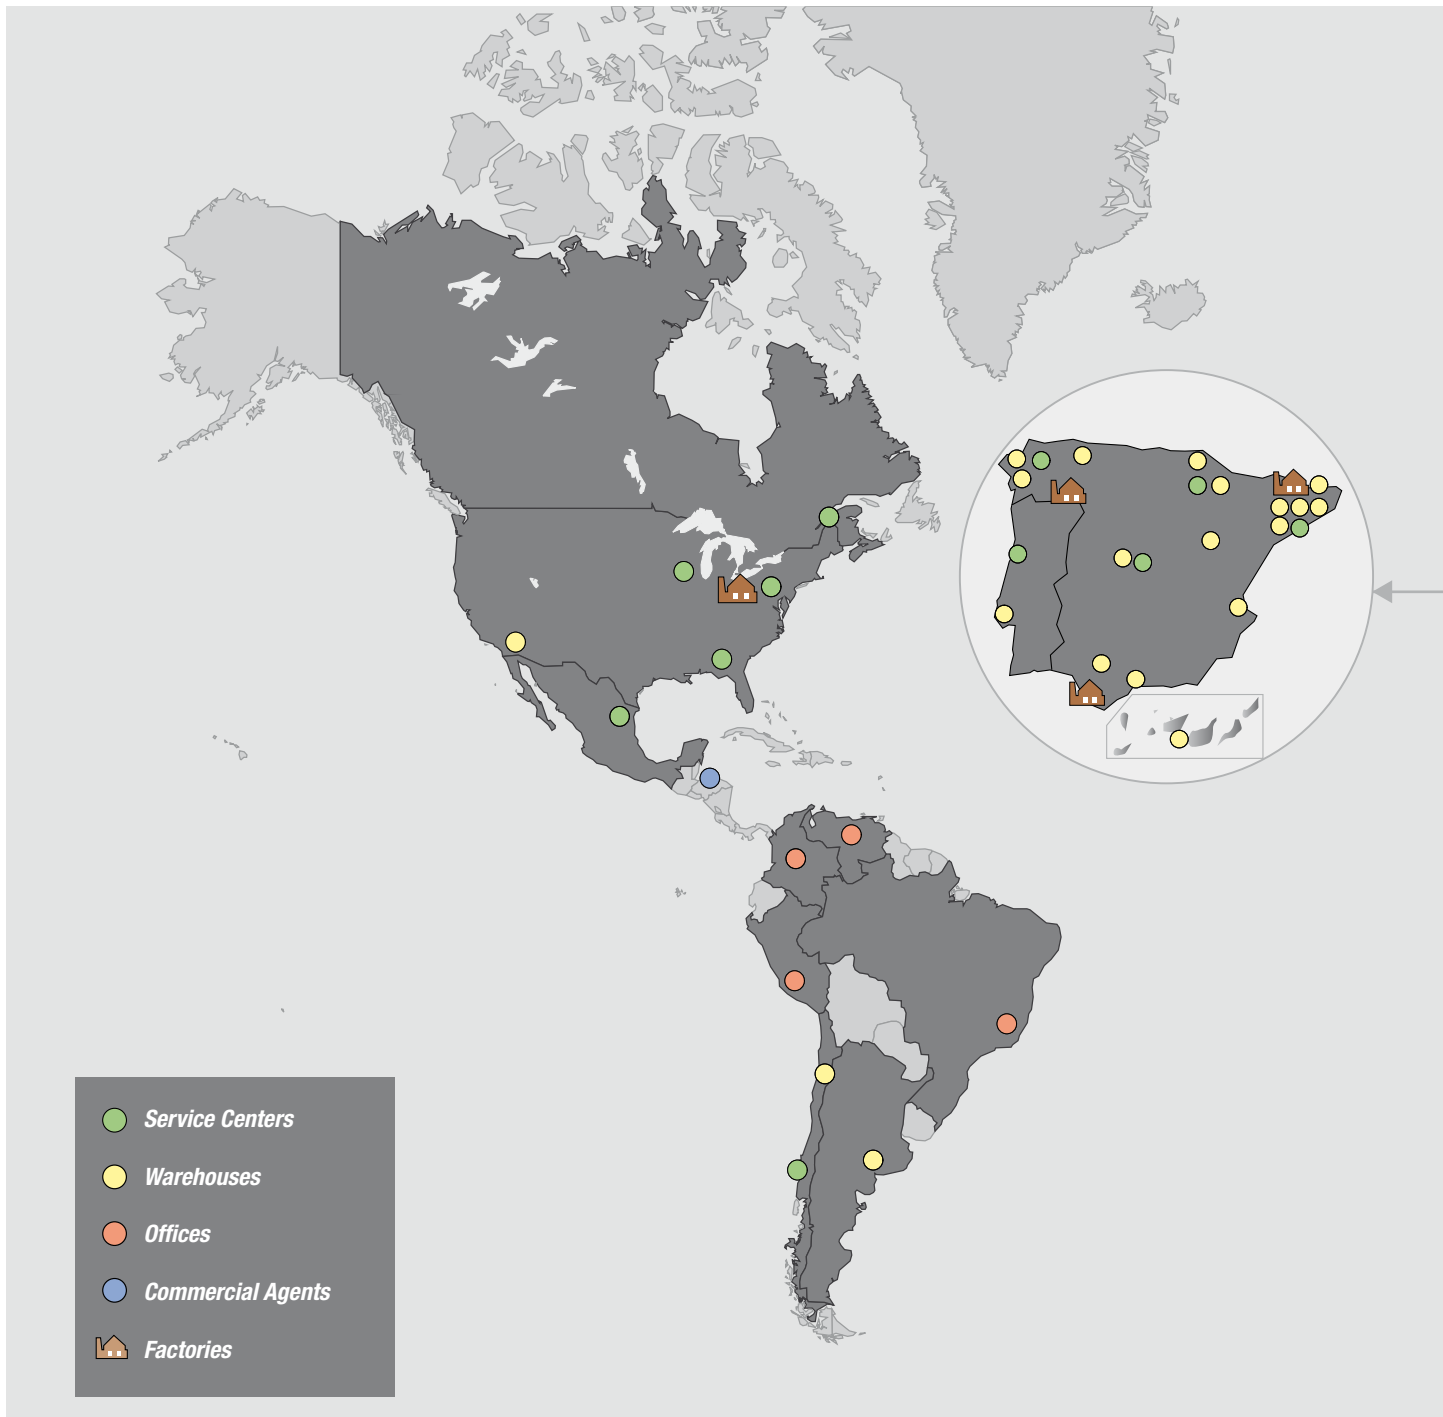 Service Centers
Warehouses
Offices
Commercial Agents
Factories